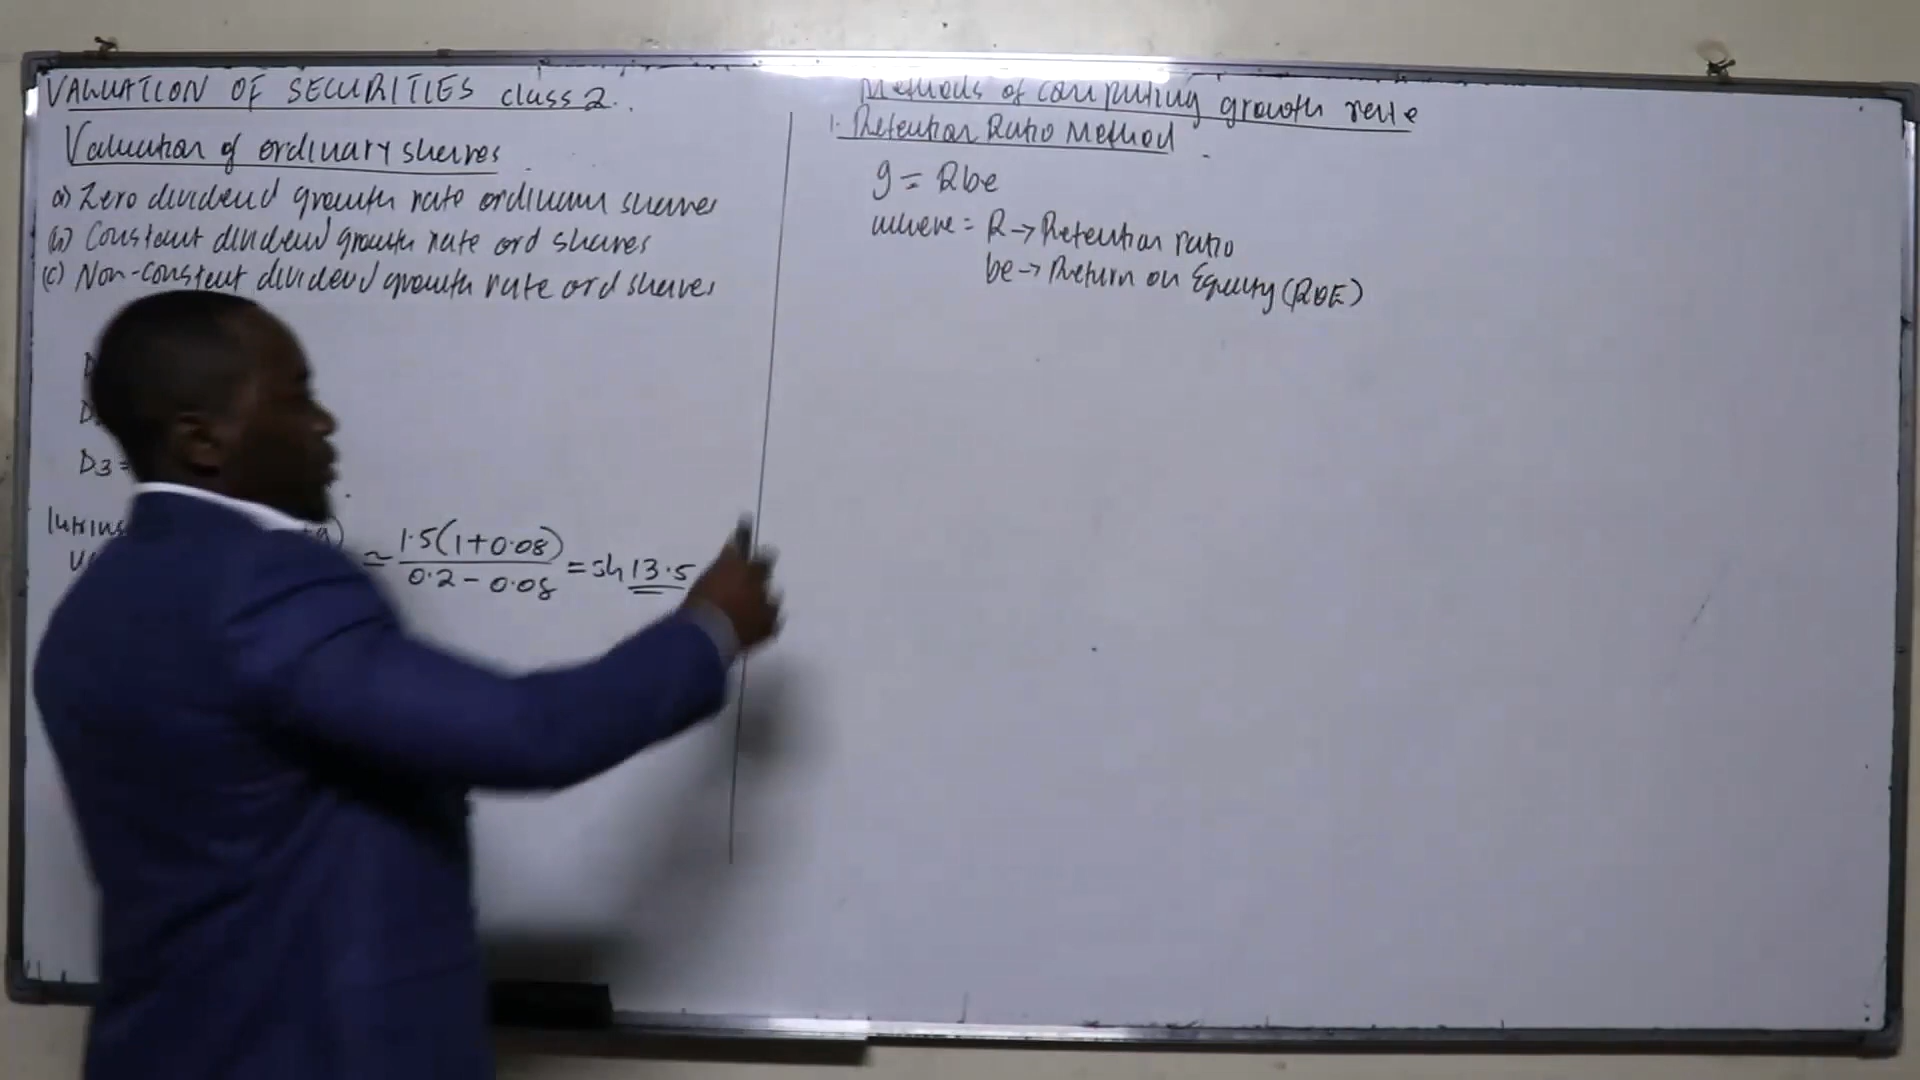 VALUATION OF SECURITIES class 2.
Valuation of ordinary shares
a) Zero dividend growth rate ordinary shares
(b) Constant dividend growth rate ord shares
(c) Non-constant dividend growth rate ord shares
D
D
D3 =
Intrins
V
+g)
= 1.5(1+0.08)
0.2 - 0.08
= sh 13.5
Methods of computing growth rate
1. Retention Ratio Method
g = Rbe
where = R → Retention ratio
be → Return on Equity (ROE)